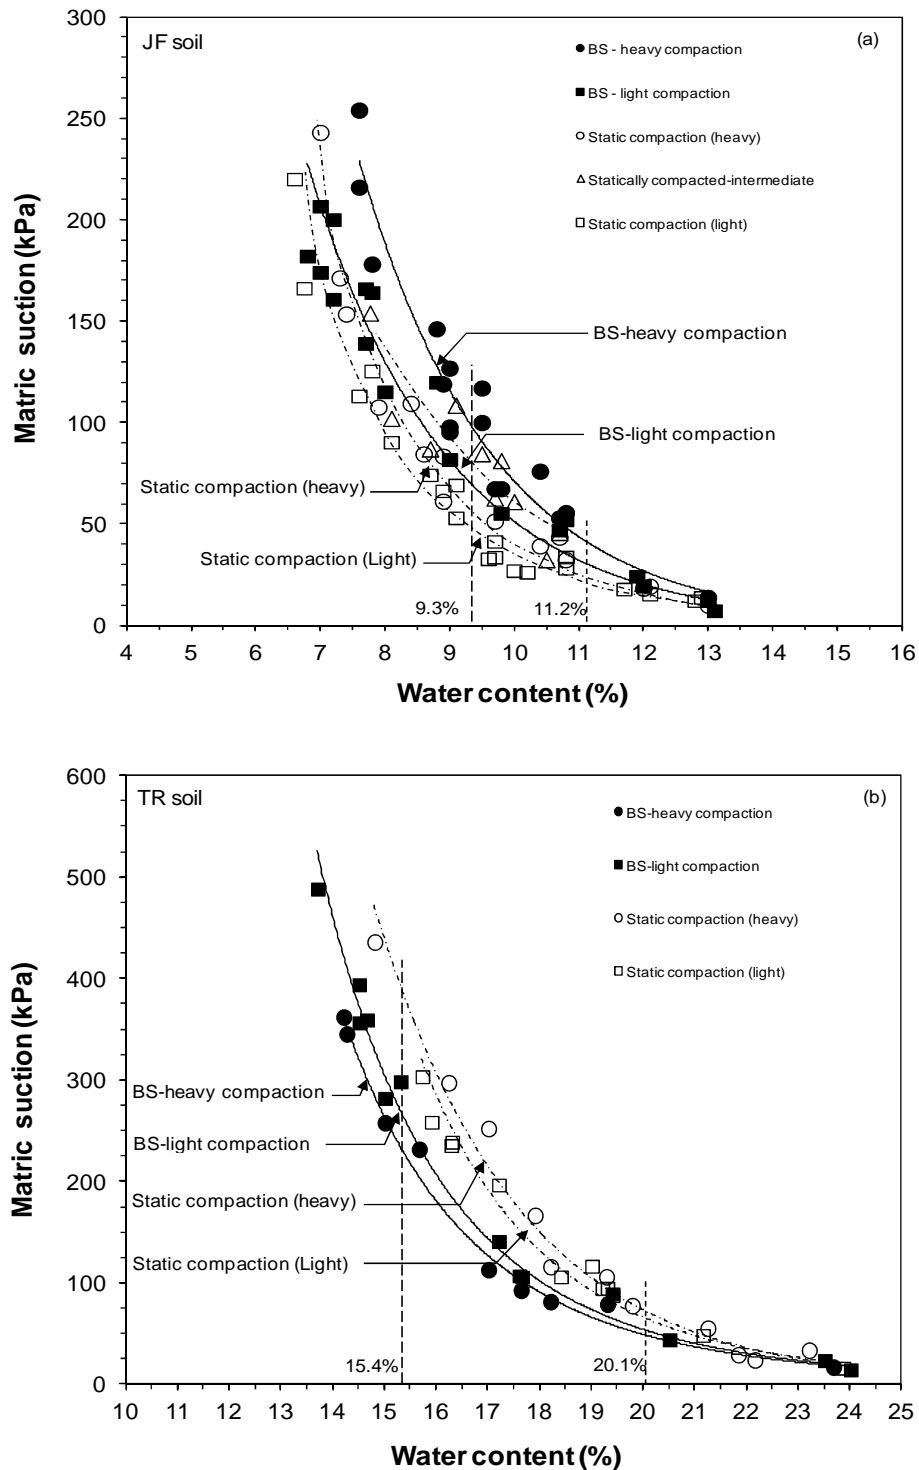 300
JF soil
(a)
BS - heavy compaction
250
BS - light compaction
Static compaction (heavy)
200
Statically compacted-intermediate
Static compaction (light)
Matric suction (kPa)
150
BS-heavy compaction
100
BS-light compaction
Static compaction (heavy)
50
Static compaction (Light)
9.3%
11.2%
0
4 5 6 7 8 9 10 11 12 13 14 15 16
Water content (%)
600
TR soil
(b)
BS-heavy compaction
500
BS-light compaction
Static compaction (heavy)
Static compaction (light)
400
Matric suction (kPa)
300
BS-heavy compaction
BS-light compaction
200
Static compaction (heavy)
Static compaction (Light)
100
15.4%
20.1%
0
10 11 12 13 14 15 16 17 18 19 20 21 22 23 24 25
Water content (%)